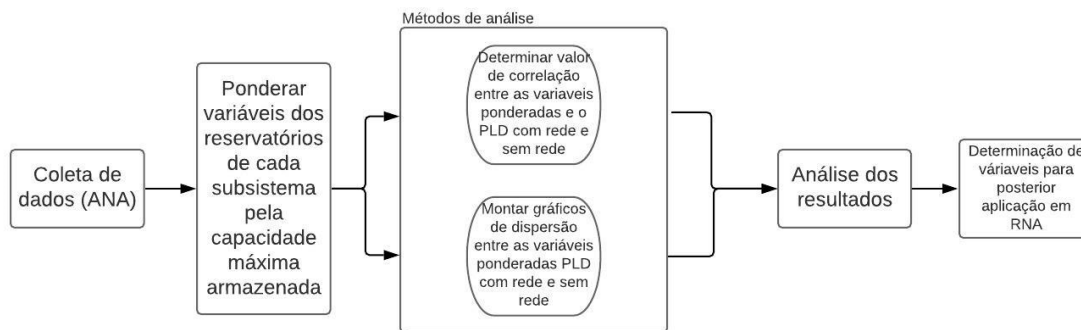 Métodos de análise
Coleta de
dados (ANA)
Ponderar
variáveis dos
reservatórios
de cada
subsistema
pela
capacidade
máxima
armazenada
Determinar valor
de correlação
entre as variaveis
ponderadas e o
PLD com rede e
sem rede
Montar gráficos
de dispersão
entre as variáveis
ponderadas PLD
com rede e sem
rede
Análise dos
resultados
Determinação de
váriaveis para
posterior
aplicação em
RNA